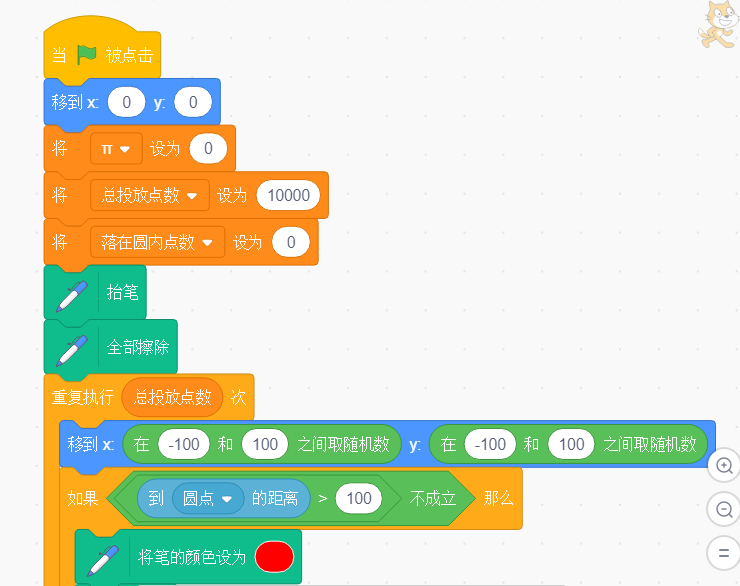 当 被点击
移到 x: 0 y: 0
将 π 设为 0
将 总投放点数 设为 10000
将 落在圆内点数 设为 0
抬笔
全部擦除
重复执行 总投放点数 次
移到 x: 在 -100 和 100 之间取随机数 y: 在 -100 和 100 之间取随机数
如果 到 圆点 的距离 > 100 不成立 那么
将笔的颜色设为